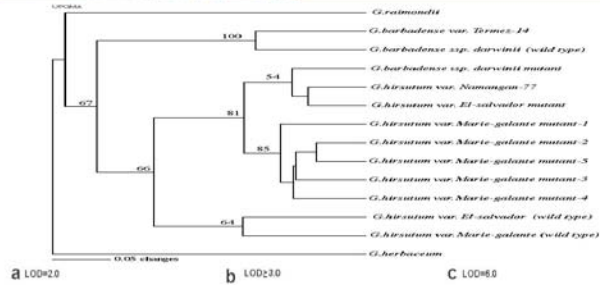 UPGMA
G.raimondii
G.barbadense var. Termez-14
100
G.barbadense ssp. darwinii (wild type)
G.barbadense ssp. darwinii mutant
54
G.hirsutum var. Namangan-77
G.hirsutum var. El-salvador mutant
67
81
G.hirsutum var. Marie-galante mutant-1
G.hirsutum var. Marie-galante mutant-2
85
G.hirsutum var. Marie-galante mutant-5
66
G.hirsutum var. Marie-galante mutant-3
G.hirsutum var. Marie-galante mutant-4
G.hirsutum var. El-salvador (wild type)
64
G.hirsutum var. Marie-galante (wild type)
G.herbaceum
0.05 changes
a LOD=2.0
b LOD≥3.0
c LOD=6.0